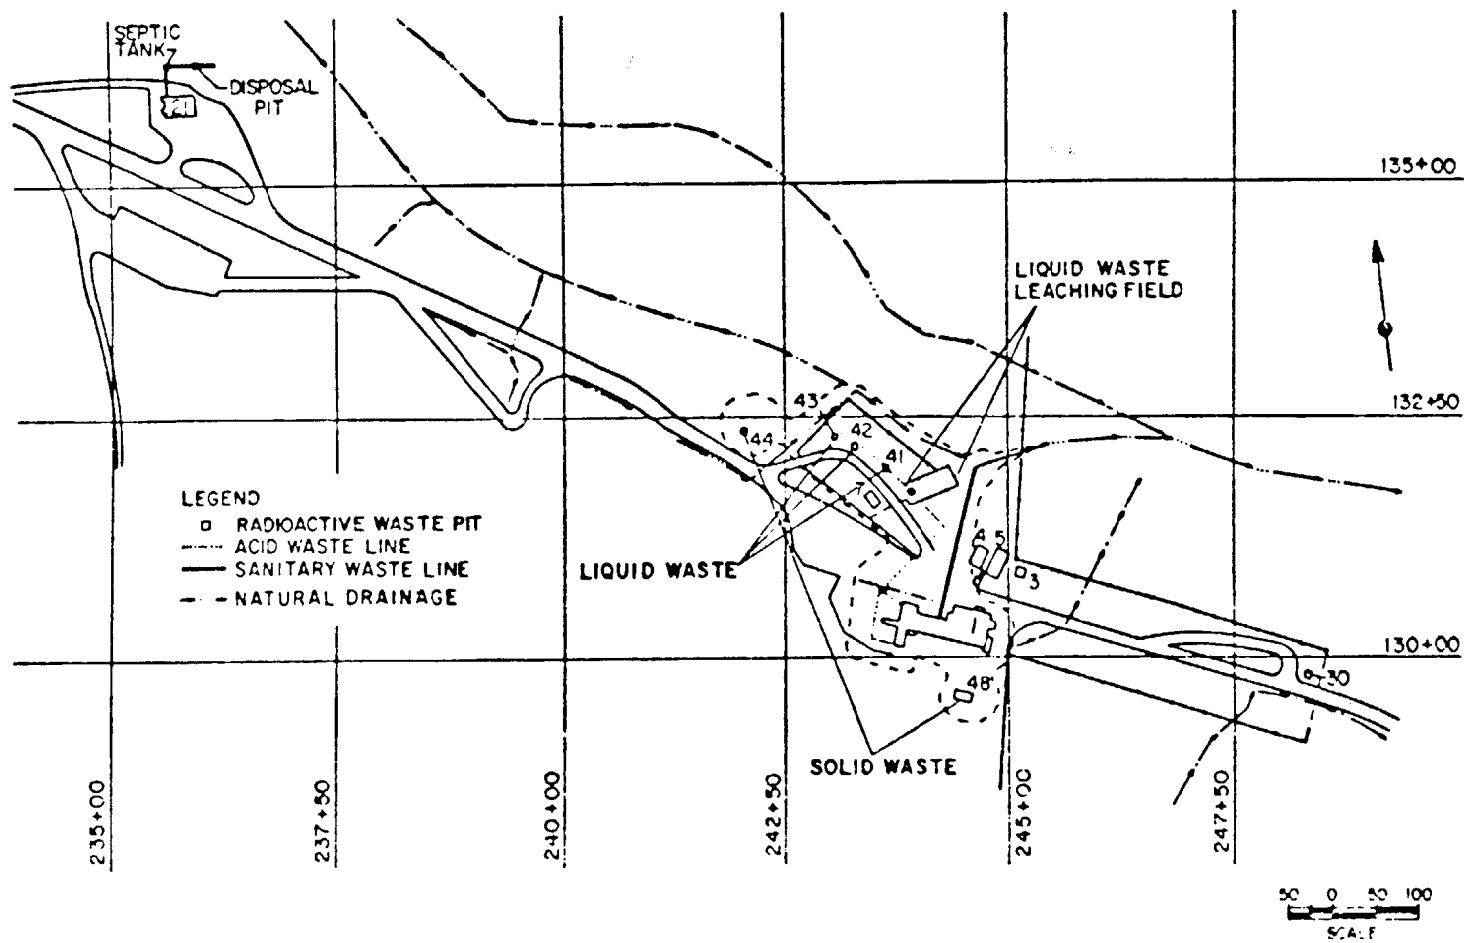 SEPTIC
TANK
DISPOSAL
PIT
135+00
LIQUID WASTE
LEACHING FIELD
132+50
43
42
44
41
7
LEGEND
RADIOACTIVE WASTE PIT
ACID WASTE LINE
SANITARY WASTE LINE
NATURAL DRAINAGE
LIQUID WASTE
4
5
3
1
130+00
30
48
SOLID WASTE
235+00
237+50
240+00
242+50
245+00
247+50
50 0 50 100
SCALE